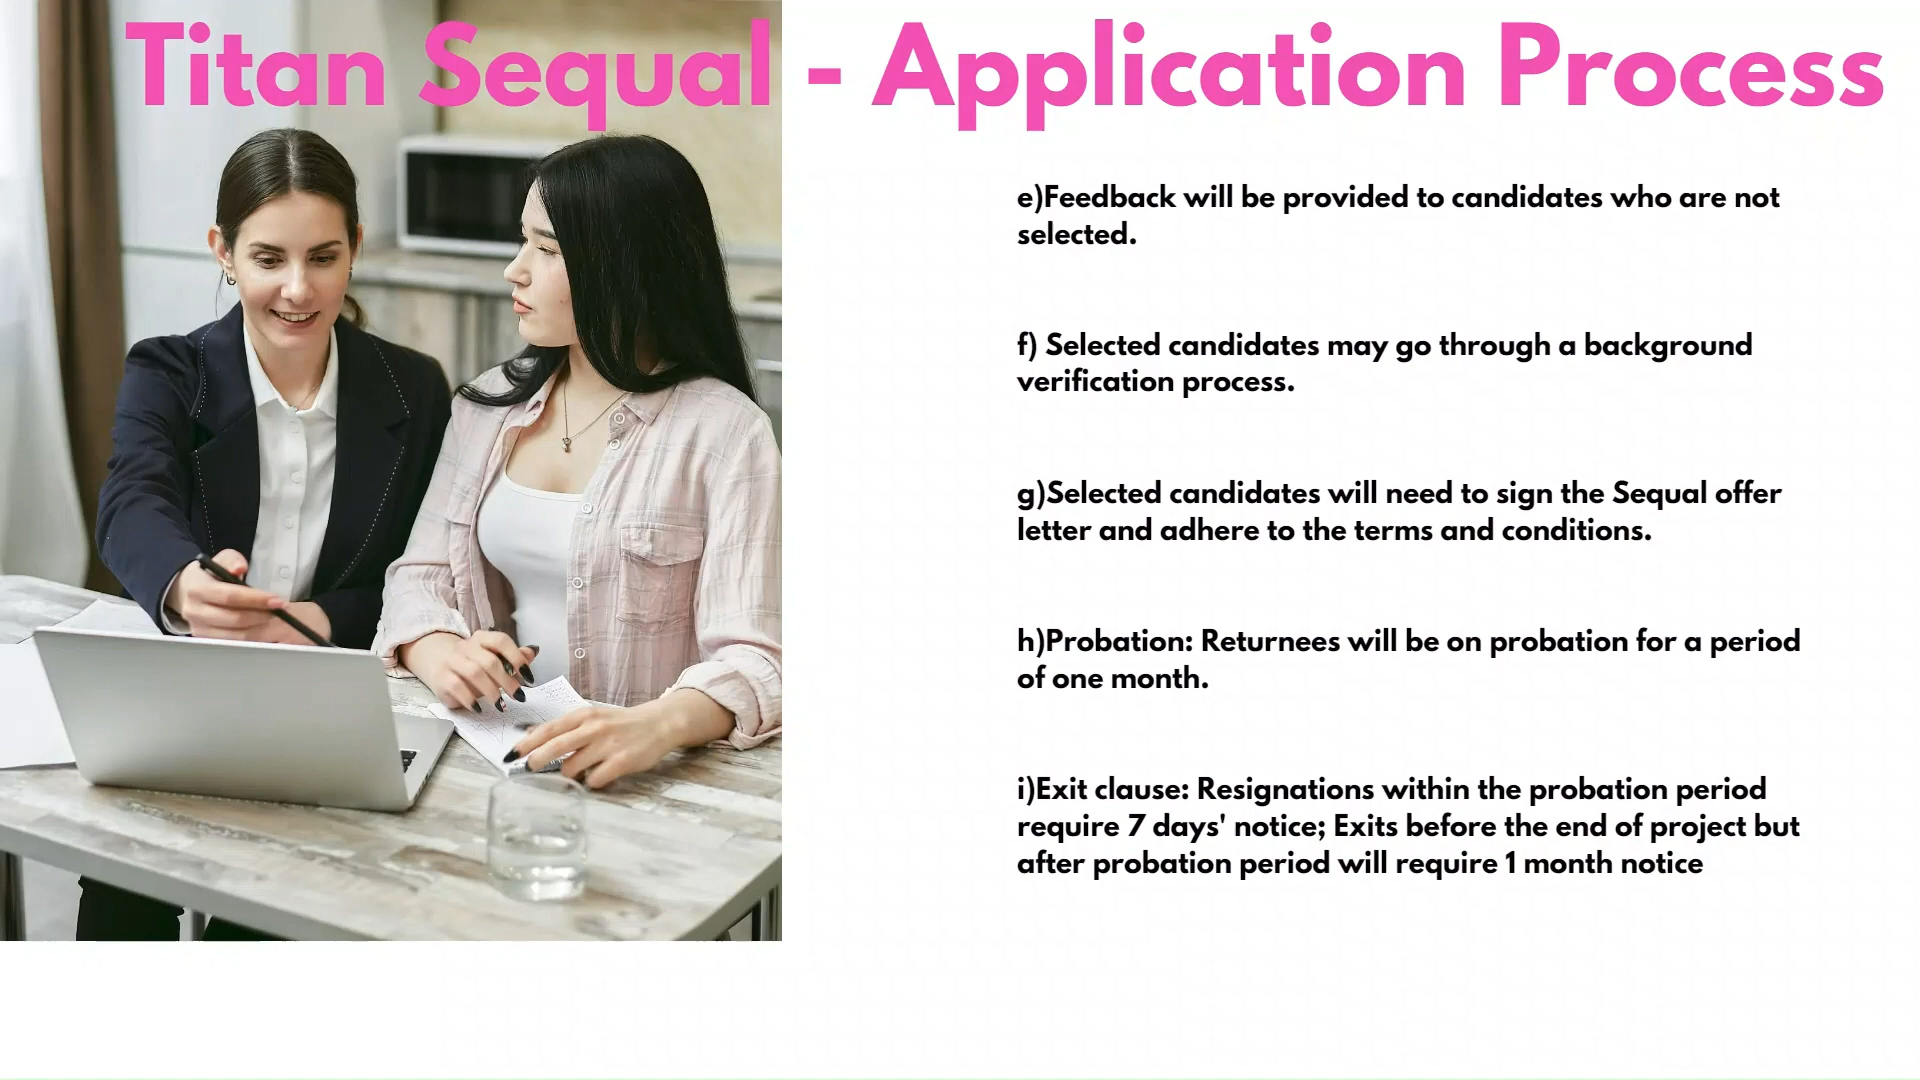 Titan Sequal - Application Process
e)Feedback will be provided to candidates who are not
selected.
f) Selected candidates may go through a background
verification process.
g)Selected candidates will need to sign the Sequal offer
letter and adhere to the terms and conditions.
h)Probation: Returnees will be on probation for a period
of one month.
i)Exit clause: Resignations within the probation period
require 7 days' notice; Exits before the end of project but
after probation period will require 1 month notice